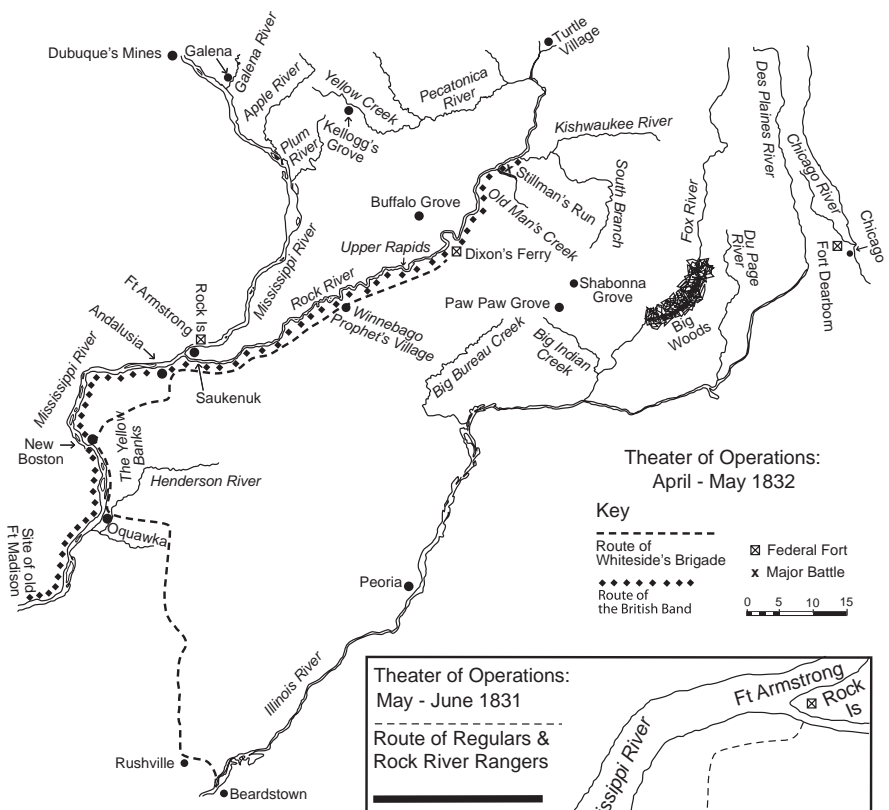 Dubuque's Mines
Galena
Galena River
Apple River
Yellow Creek
Kellogg's
Grove
Plum
River
Pecatonica
River
Turtle
Village
Kishwaukee River
South
Branch
Stillman's Run
Old Man's Creek
Buffalo Grove
Upper Rapids
Dixon's Ferry
Fox River
Du Page
River
Des Plaines River
Chicago River
Chicago
Fort Dearborn
Shabonna
Grove
Paw Paw Grove
Big
Woods
Big Indian
Creek
Big Bureau Creek
Mississippi River
Rock River
Winnebago
Prophet's Village
Ft Armstrong
Rock Is
Andalusia
Saukenuk
Mississippi River
New
Boston
The Yellow
Banks
Henderson River
Oquawka
Site of old
Ft Madison
Peoria
Illinois River
Rushville
Beardstown
Theater of Operations:
April - May 1832
Key
Route of
Whiteside's Brigade
Route of
the British Band
Federal Fort
x Major Battle
0 5 10 15
Theater of Operations:
May - June 1831
Route of Regulars &
Rock River Rangers
Ft Armstrong
Rock
Is
ssippi River